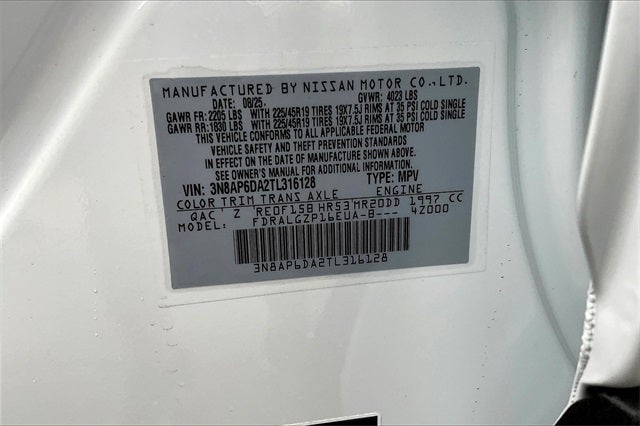 MANUFACTURED BY NISSAN MOTOR CO.,LTD.
DATE: 08/25 GVWR: 4023 LBS
GAWR FR: 2205 LBS WITH 225/45R19 TIRES 19X7.5J RIMS AT 35 PSI COLD SINGLE
GAWR RR: 1830 LBS WITH 225/45R19 TIRES 19X7.5J RIMS AT 35 PSI COLD SINGLE
THIS VEHICLE CONFORMS TO ALL APPLICABLE FEDERAL MOTOR
VEHICLE SAFETY AND THEFT PREVENTION STANDARDS
IN EFFECT ON THE DATE OF MANUFACTURE SHOWN ABOVE.
SEE OWNER'S MANUAL FOR ADDITIONAL INFORMATION
VIN: 3N8AP6DA2TL316128 TYPE: MPV
COLOR TRIM TRANS AXLE ENGINE
QAC Z RE0F15B HR53 MR20DD 1997 CC
MODEL: FDRALGZP16EUA-B--- 42000
3N8AP6DA2TL316128